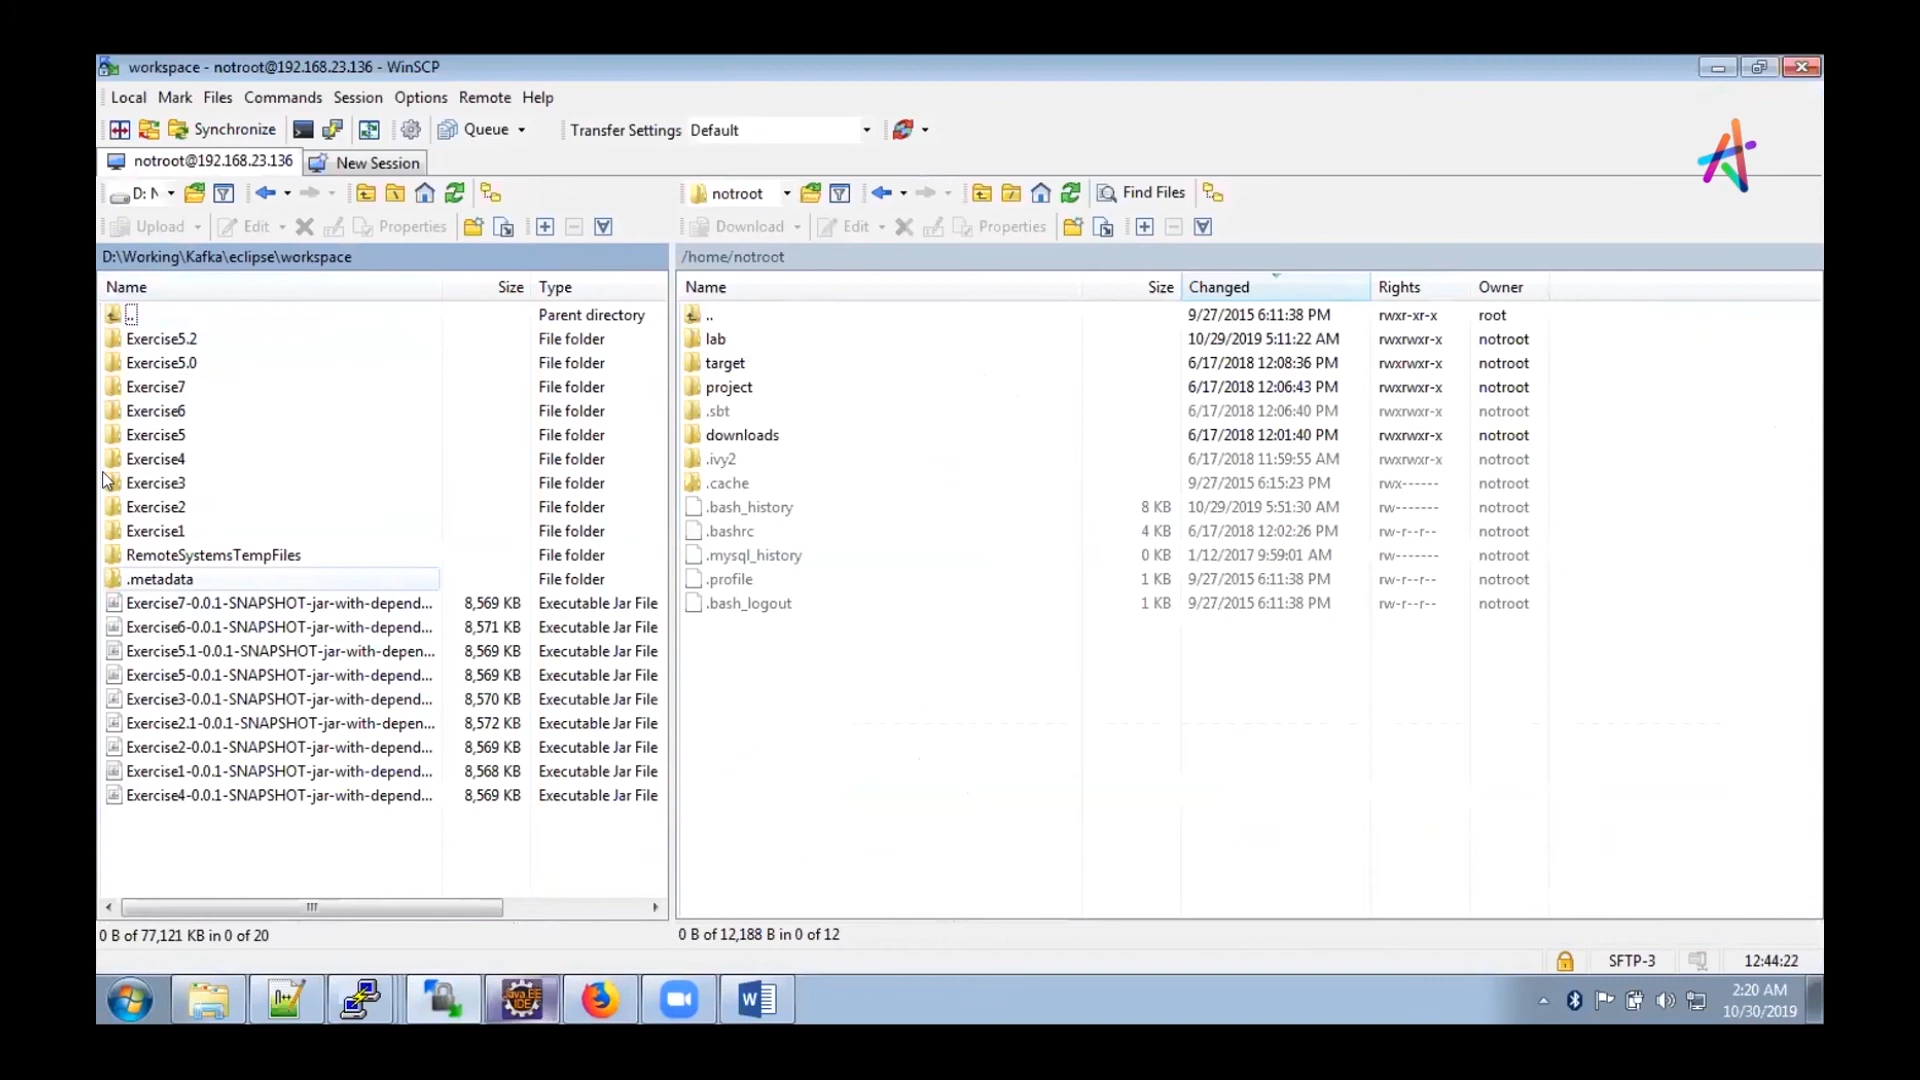 workspace - notroot@192.168.23.136 - WinSCP
Local Mark Files Commands Session Options Remote Help
Synchronize Queue Transfer Settings Default
notroot@192.168.23.136 New Session
D: notroot Find Files
Upload Edit Properties Download Edit Properties
D:\Working\Kafka\eclipse\workspace /home/notroot
Name Size Type Name Size Changed Rights Owner
.. Parent directory .. 9/27/2015 6:11:38 PM rwxr-xr-x root
Exercise5.2 File folder lab 10/29/2019 5:11:22 AM rwxrwxr-x notroot
Exercise5.0 File folder target 6/17/2018 12:08:36 PM rwxrwxr-x notroot
Exercise7 File folder project 6/17/2018 12:06:43 PM rwxrwxr-x notroot
Exercise6 File folder .sbt 6/17/2018 12:06:40 PM rwxrwxr-x notroot
Exercise5 File folder downloads 6/17/2018 12:01:40 PM rwxrwxr-x notroot
Exercise4 File folder .ivy2 6/17/2018 11:59:55 AM rwxrwxr-x notroot
Exercise3 File folder .cache 9/27/2015 6:15:23 PM rwx------ notroot
Exercise2 File folder .bash_history 8 KB 10/29/2019 5:51:30 AM rw------- notroot
Exercise1 File folder .bashrc 4 KB 6/17/2018 12:02:26 PM rw-r--r-- notroot
RemoteSystemsTempFiles File folder .mysql_history 0 KB 1/12/2017 9:59:01 AM rw------- notroot
.metadata File folder .profile 1 KB 9/27/2015 6:11:38 PM rw-r--r-- notroot
Exercise7-0.0.1-SNAPSHOT-jar-with-depend... 8,569 KB Executable Jar File .bash_logout 1 KB 9/27/2015 6:11:38 PM rw-r--r-- notroot
Exercise6-0.0.1-SNAPSHOT-jar-with-depend... 8,571 KB Executable Jar File
Exercise5.1-0.0.1-SNAPSHOT-jar-with-depen... 8,569 KB Executable Jar File
Exercise5-0.0.1-SNAPSHOT-jar-with-depend... 8,569 KB Executable Jar File
Exercise3-0.0.1-SNAPSHOT-jar-with-depend... 8,570 KB Executable Jar File
Exercise2.1-0.0.1-SNAPSHOT-jar-with-depen... 8,572 KB Executable Jar File
Exercise2-0.0.1-SNAPSHOT-jar-with-depend... 8,569 KB Executable Jar File
Exercise1-0.0.1-SNAPSHOT-jar-with-depend... 8,568 KB Executable Jar File
Exercise4-0.0.1-SNAPSHOT-jar-with-depend... 8,569 KB Executable Jar File
0 B of 77,121 KB in 0 of 20 0 B of 12,188 B in 0 of 12
SFTP-3 12:44:22
Java EE IDE
2:20 AM
10/30/2019